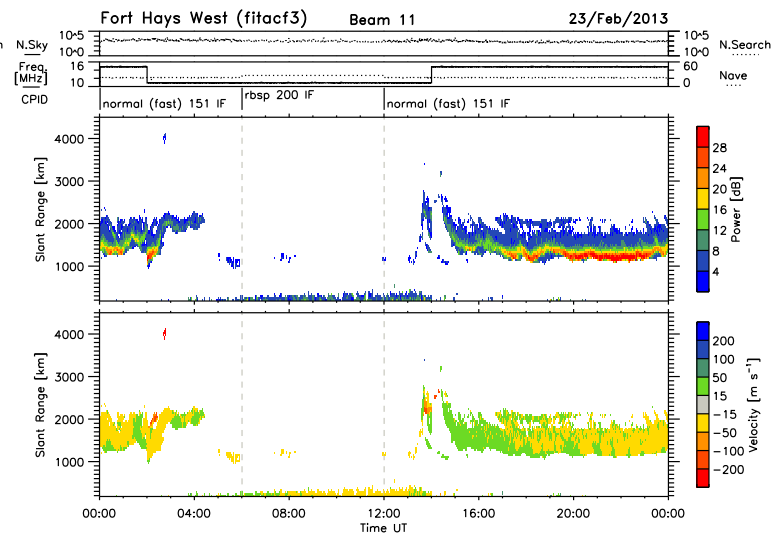 Fort Hays West (fitacf3) Beam 11 23/Feb/2013
N.Sky 10^5 10^0 10^5 10^0 N.Search
Freq. [MHz] 16 10 60 0 Nave
CPID normal (fast) 151 IF rbsp 200 IF normal (fast) 151 IF
Slant Range [km]
4000
3000
2000
1000
28
24
20
16
12
8
4
Power [dB]
Slant Range [km]
4000
3000
2000
1000
200
100
50
15
-15
-50
-100
-200
Velocity [m s⁻¹]
00:00 04:00 08:00 12:00 16:00 20:00 00:00
Time UT